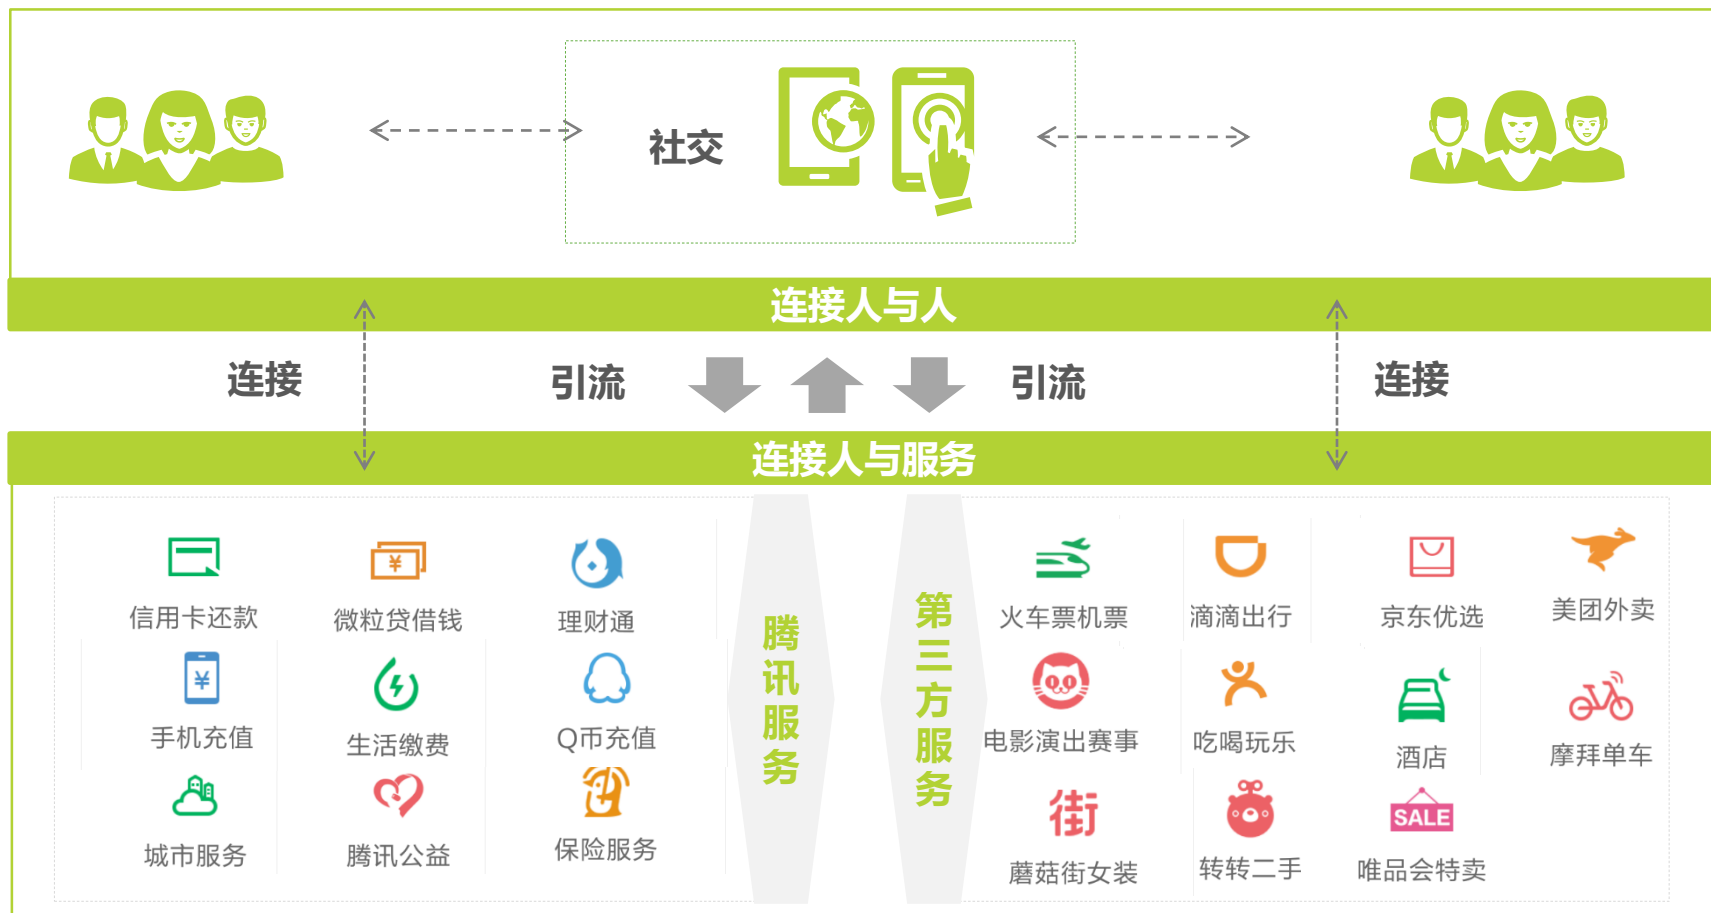 社交
连接人与人
连接
引流
引流
连接
连接人与服务
信用卡还款
微粒贷借钱
理财通
手机充值
生活缴费
Q币充值
城市服务
腾讯公益
保险服务
腾讯服务
第三方服务
火车票机票
滴滴出行
京东优选
美团外卖
电影演出赛事
吃喝玩乐
酒店
摩拜单车
街
SALE
蘑菇街女装
转转二手
唯品会特卖
¥
¥